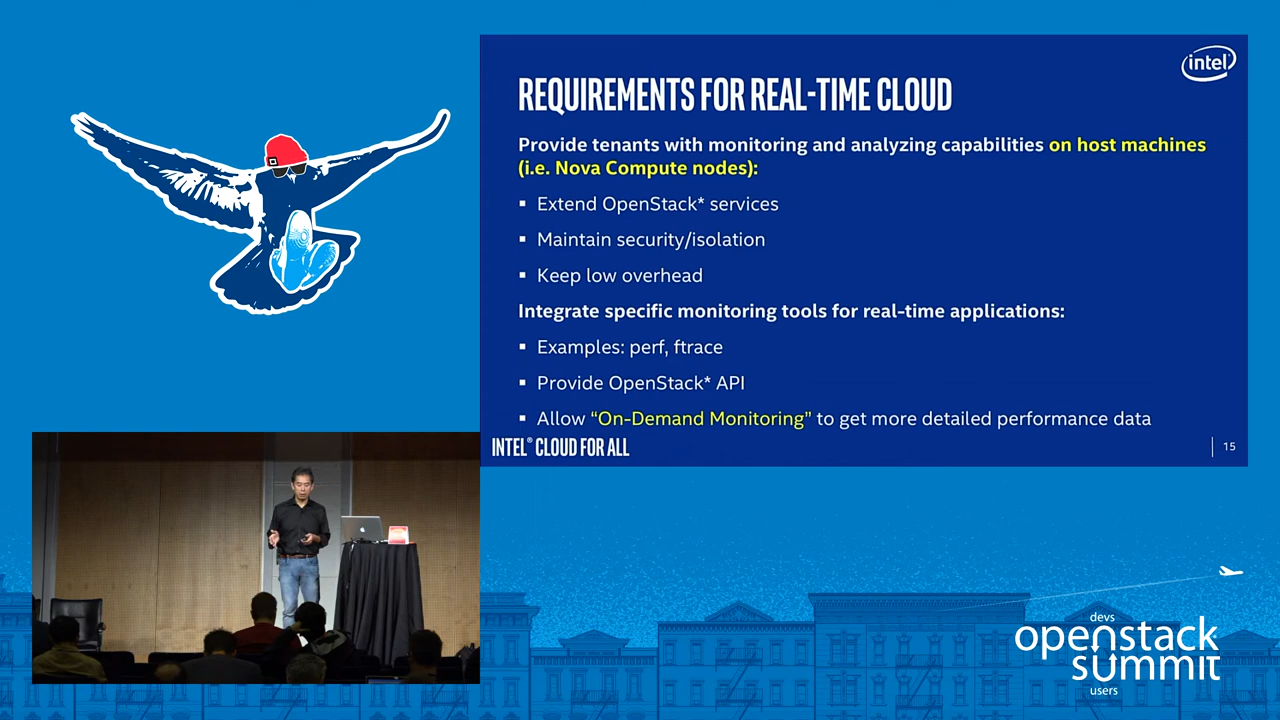 intel
REQUIREMENTS FOR REAL-TIME CLOUD
Provide tenants with monitoring and analyzing capabilities on host machines
(i.e. Nova Compute nodes):
▪ Extend OpenStack* services
▪ Maintain security/isolation
▪ Keep low overhead
Integrate specific monitoring tools for real-time applications:
▪ Examples: perf, ftrace
▪ Provide OpenStack* API
▪ Allow “On-Demand Monitoring” to get more detailed performance data
INTEL® CLOUD FOR ALL
15
devs
openstack
summit
users